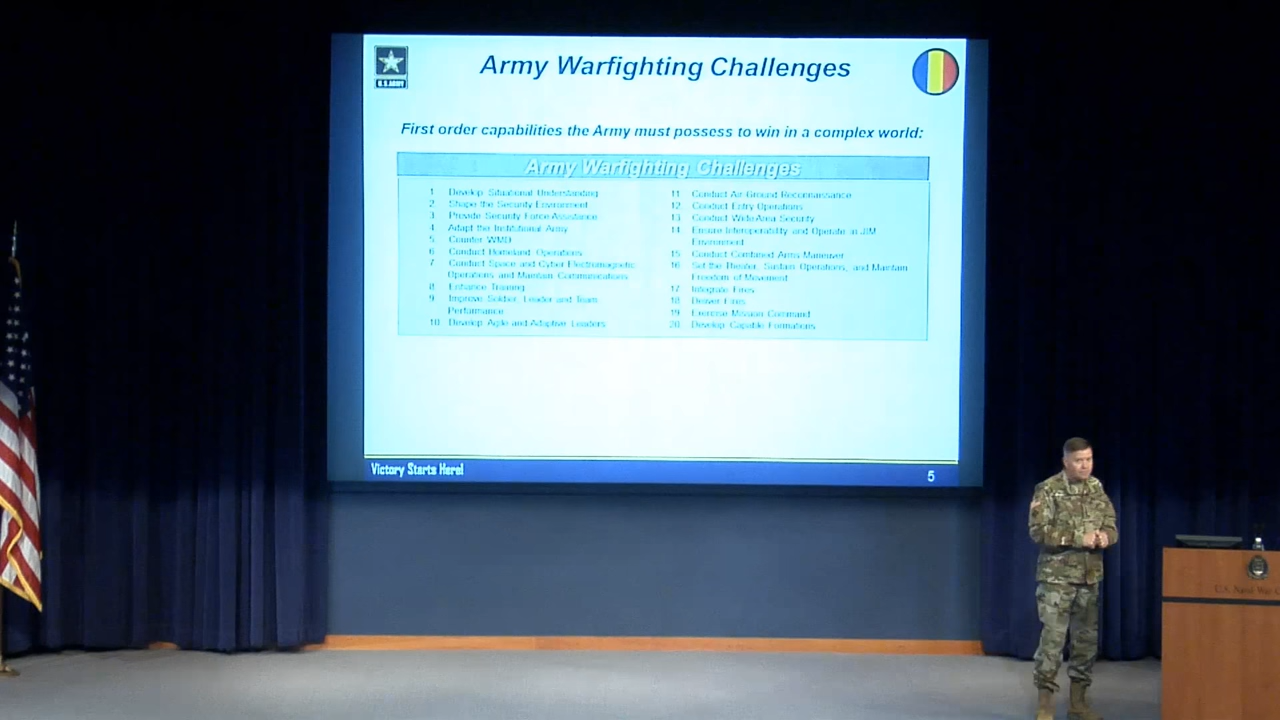 U.S. ARMY
Army Warfighting Challenges
First order capabilities the Army must possess to win in a complex world:
Army Warfighting Challenges
1 Develop Situational Understanding
2 Shape the Security Environment
3 Provide Security Force Assistance
4 Adapt the Institutional Army
5 Counter WMD
6 Conduct Homeland Operations
7 Conduct Space and Cyber Electromagnetic
Operations and Maintain Communications
8 Enhance Training
9 Improve Soldier, Leader and Team
Performance
10 Develop Agile and Adaptive Leaders
11 Conduct Air-Ground Reconnaissance
12 Conduct Entry Operations
13 Conduct Wide Area Security
14 Ensure Interoperability and Operate in JIM
Environment
15 Conduct Combined Arms Maneuver
16 Set the Theater, Sustain Operations, and Maintain
Freedom of Movement
17 Integrate Fires
18 Deliver Fires
19 Exercise Mission Command
20 Develop Capable Formations
Victory Starts Here!
5
U.S. Naval War